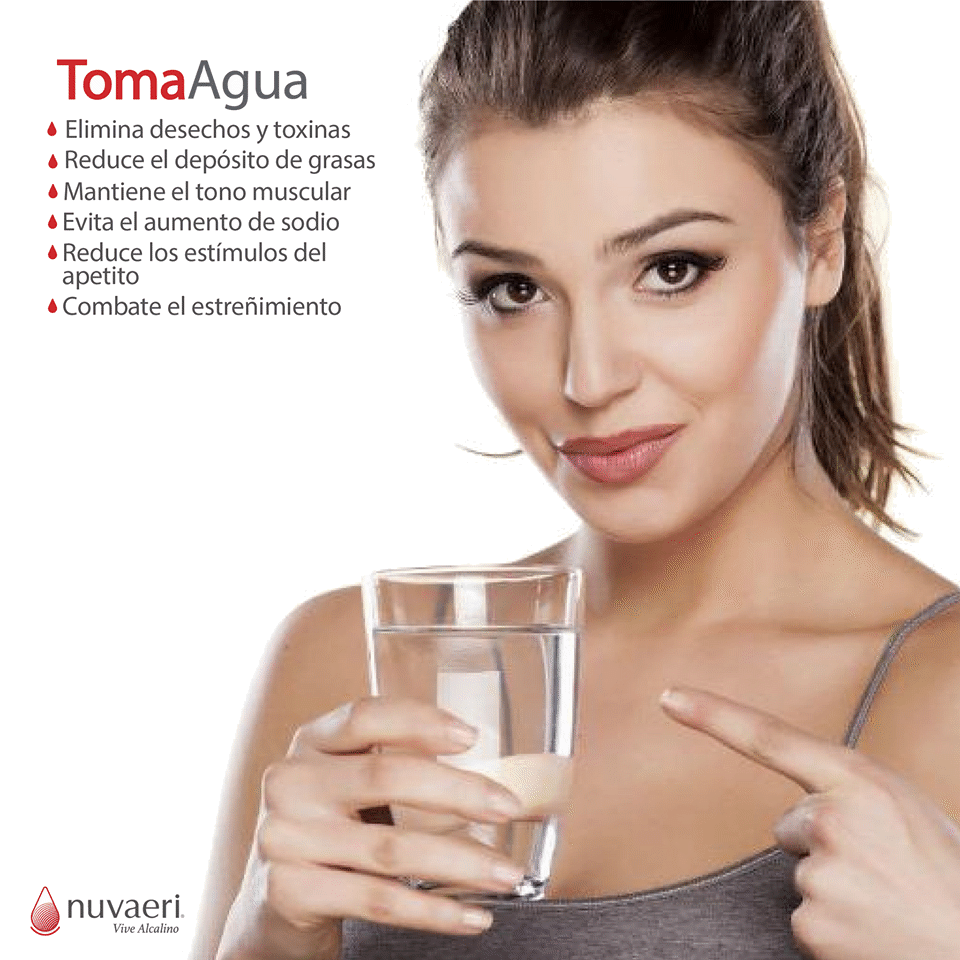 TomaAgua
Elimina desechos y toxinas
Reduce el depósito de grasas
Mantiene el tono muscular
Evita el aumento de sodio
Reduce los estímulos del
apetito
Combate el estreñimiento
nuvaeri®
Vive Alcalino